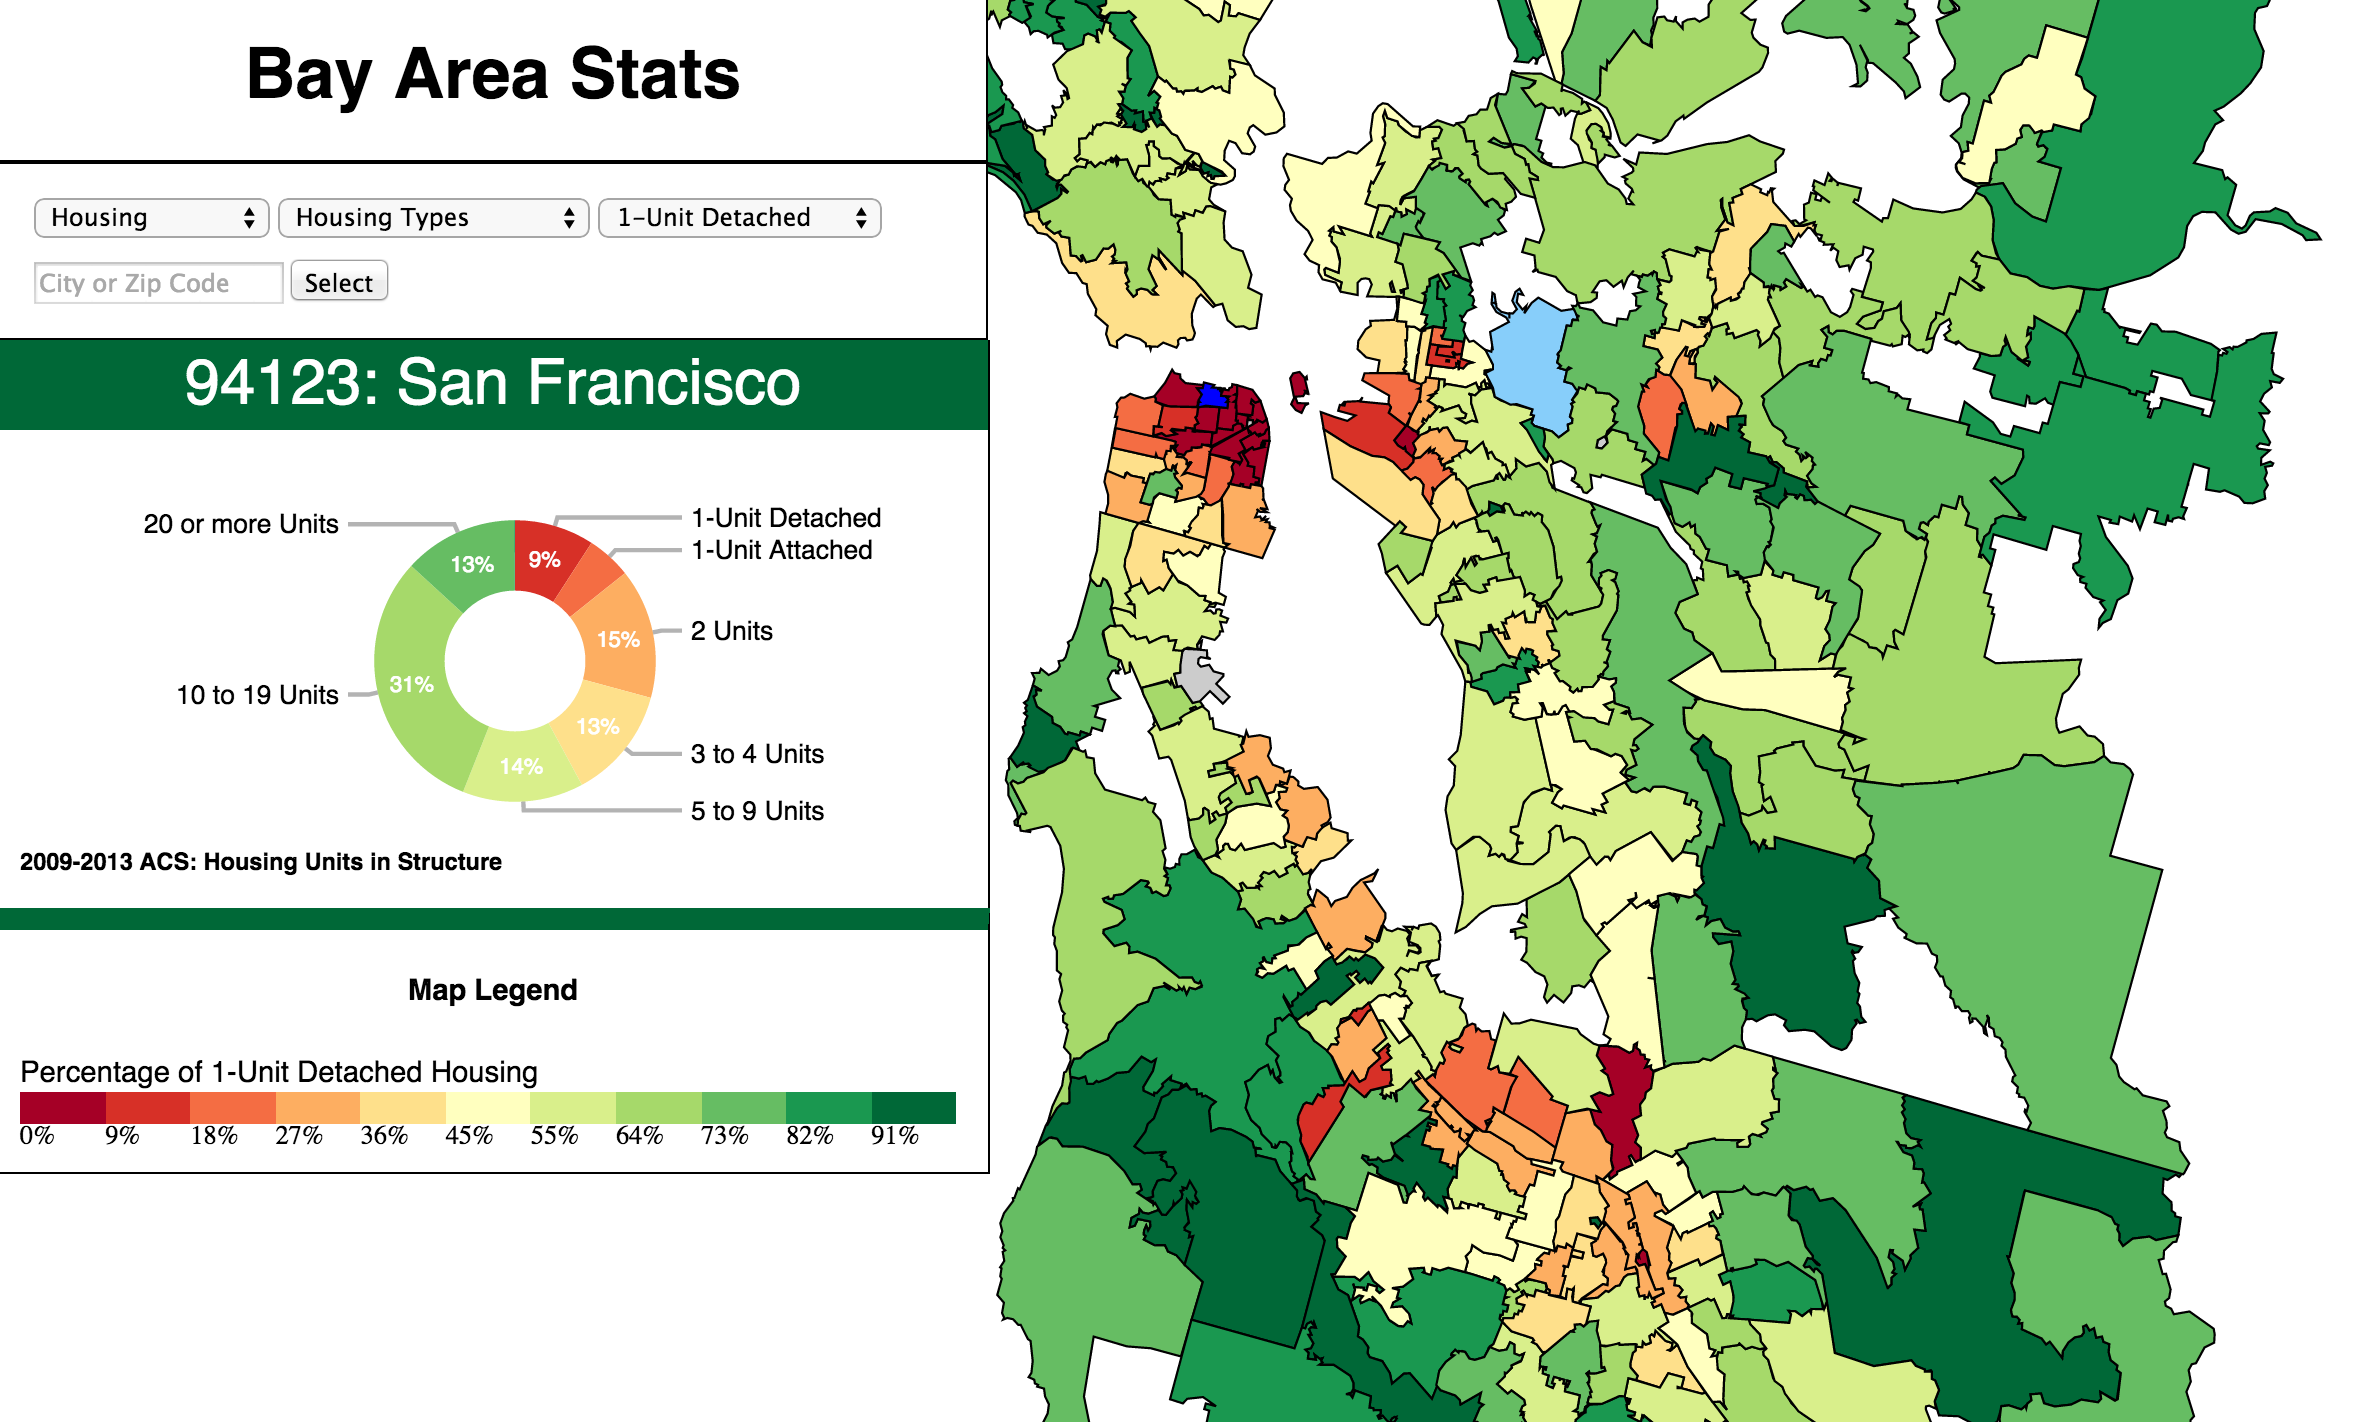 Bay Area Stats
Housing Housing Types 1-Unit Detached
City or Zip Code Select
94123: San Francisco
20 or more Units
1-Unit Detached
1-Unit Attached
13% 9%
2 Units
15%
10 to 19 Units
31%
13%
3 to 4 Units
14%
5 to 9 Units
2009-2013 ACS: Housing Units in Structure
Map Legend
Percentage of 1-Unit Detached Housing
0% 9% 18% 27% 36% 45% 55% 64% 73% 82% 91%